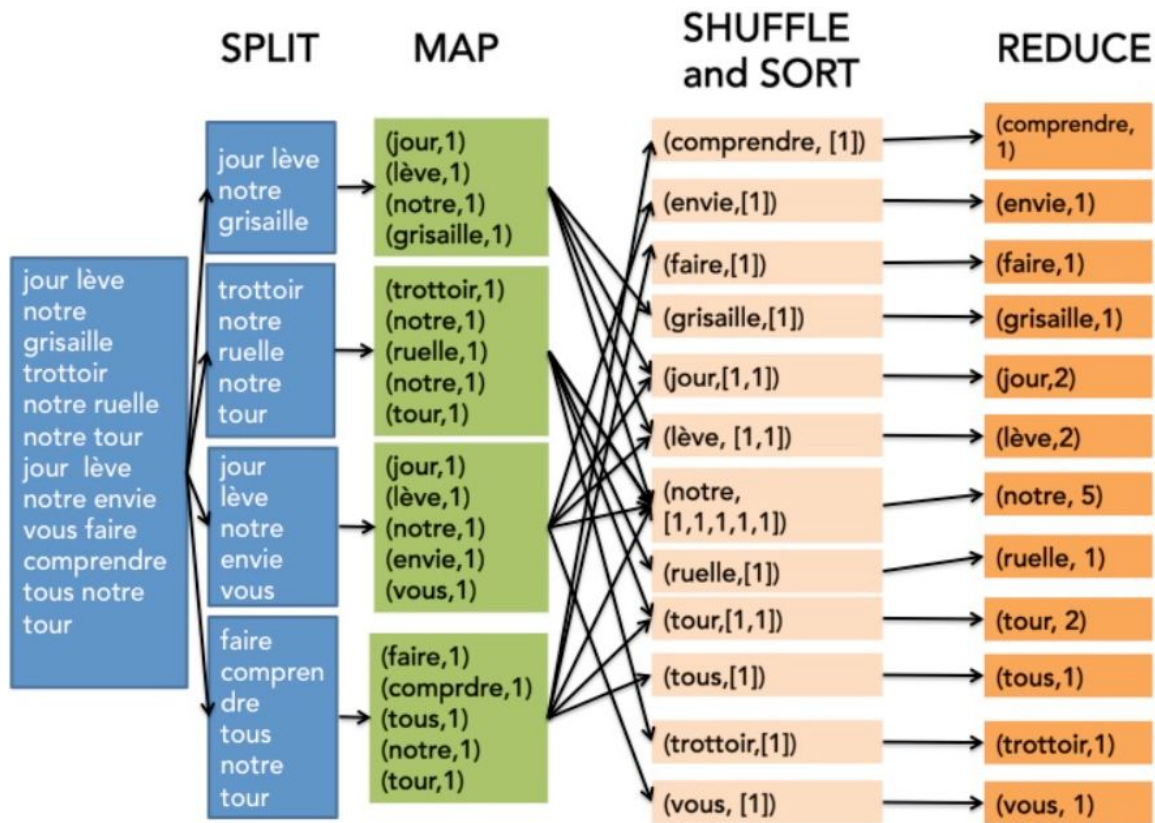 SPLIT
MAP
SHUFFLE
and SORT
REDUCE
jour lève
notre
grisaille
trottoir
notre ruelle
notre tour
jour lève
notre envie
vous faire
comprendre
tous notre
tour
jour lève
notre
grisaille
trottoir
notre
ruelle
notre
tour
jour
lève
notre
envie
vous
faire
compren
dre
tous
notre
tour
(jour,1)
(lève,1)
(notre,1)
(grisaille,1)
(trottoir,1)
(notre,1)
(ruelle,1)
(notre,1)
(tour,1)
(jour,1)
(lève,1)
(notre,1)
(envie,1)
(vous,1)
(faire,1)
(comprdre,1)
(tous,1)
(notre,1)
(tour,1)
(comprendre, [1])
(envie,[1])
(faire,[1])
(grisaille,[1])
(jour,[1,1])
(lève, [1,1])
(notre,
[1,1,1,1,1])
(ruelle,[1])
(tour,[1,1])
(tous,[1])
(trottoir,[1])
(vous, [1])
(comprendre,
1)
(envie,1)
(faire,1)
(grisaille,1)
(jour,2)
(lève,2)
(notre, 5)
(ruelle, 1)
(tour, 2)
(tous,1)
(trottoir,1)
(vous, 1)